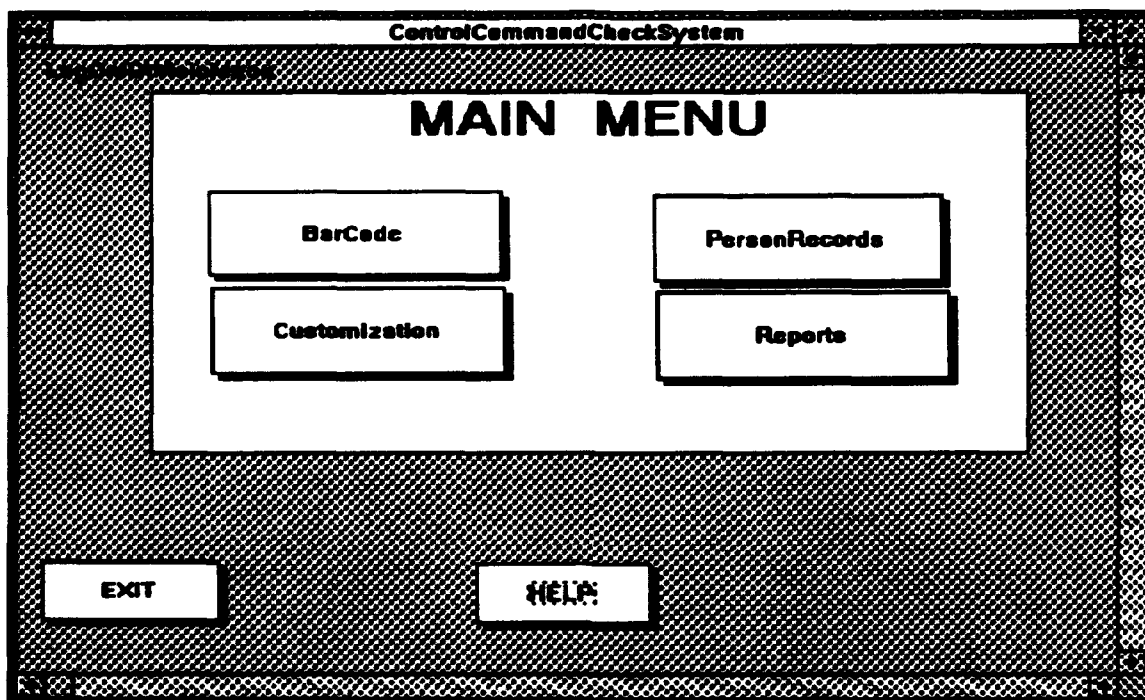 ControlCommandCheckSystem
MAIN MENU
BarCode
PersonRecords
Customization
Reports
EXIT
HELP